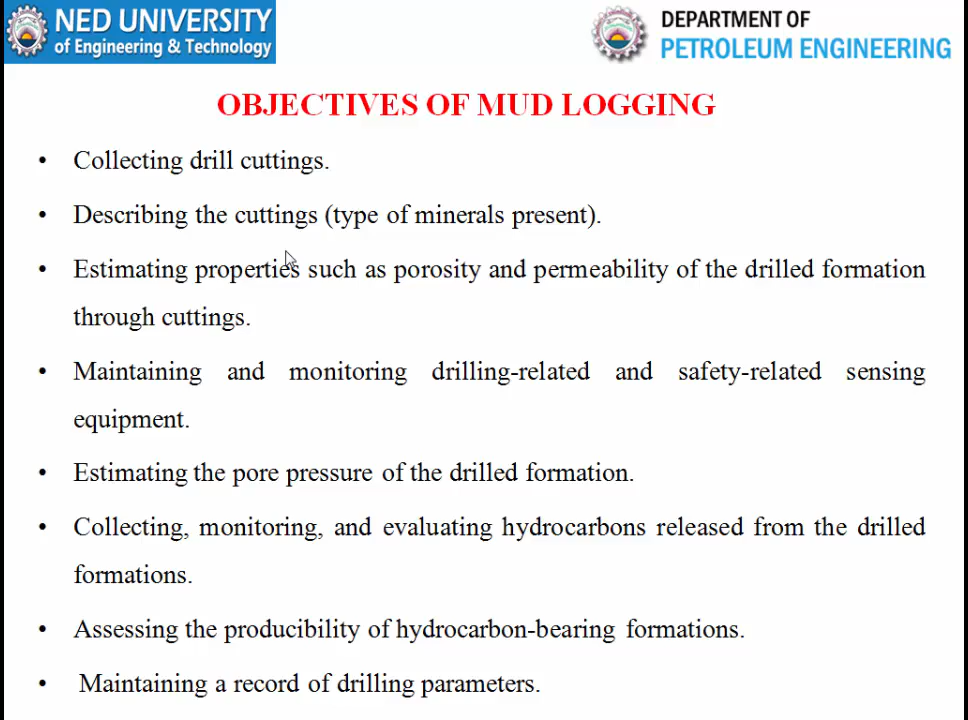 NED UNIVERSITY
of Engineering & Technology
DEPARTMENT OF
PETROLEUM ENGINEERING
OBJECTIVES OF MUD LOGGING
• Collecting drill cuttings.
• Describing the cuttings (type of minerals present).
• Estimating properties such as porosity and permeability of the drilled formation
through cuttings.
• Maintaining and monitoring drilling-related and safety-related sensing
equipment.
• Estimating the pore pressure of the drilled formation.
• Collecting, monitoring, and evaluating hydrocarbons released from the drilled
formations.
• Assessing the producibility of hydrocarbon-bearing formations.
• Maintaining a record of drilling parameters.